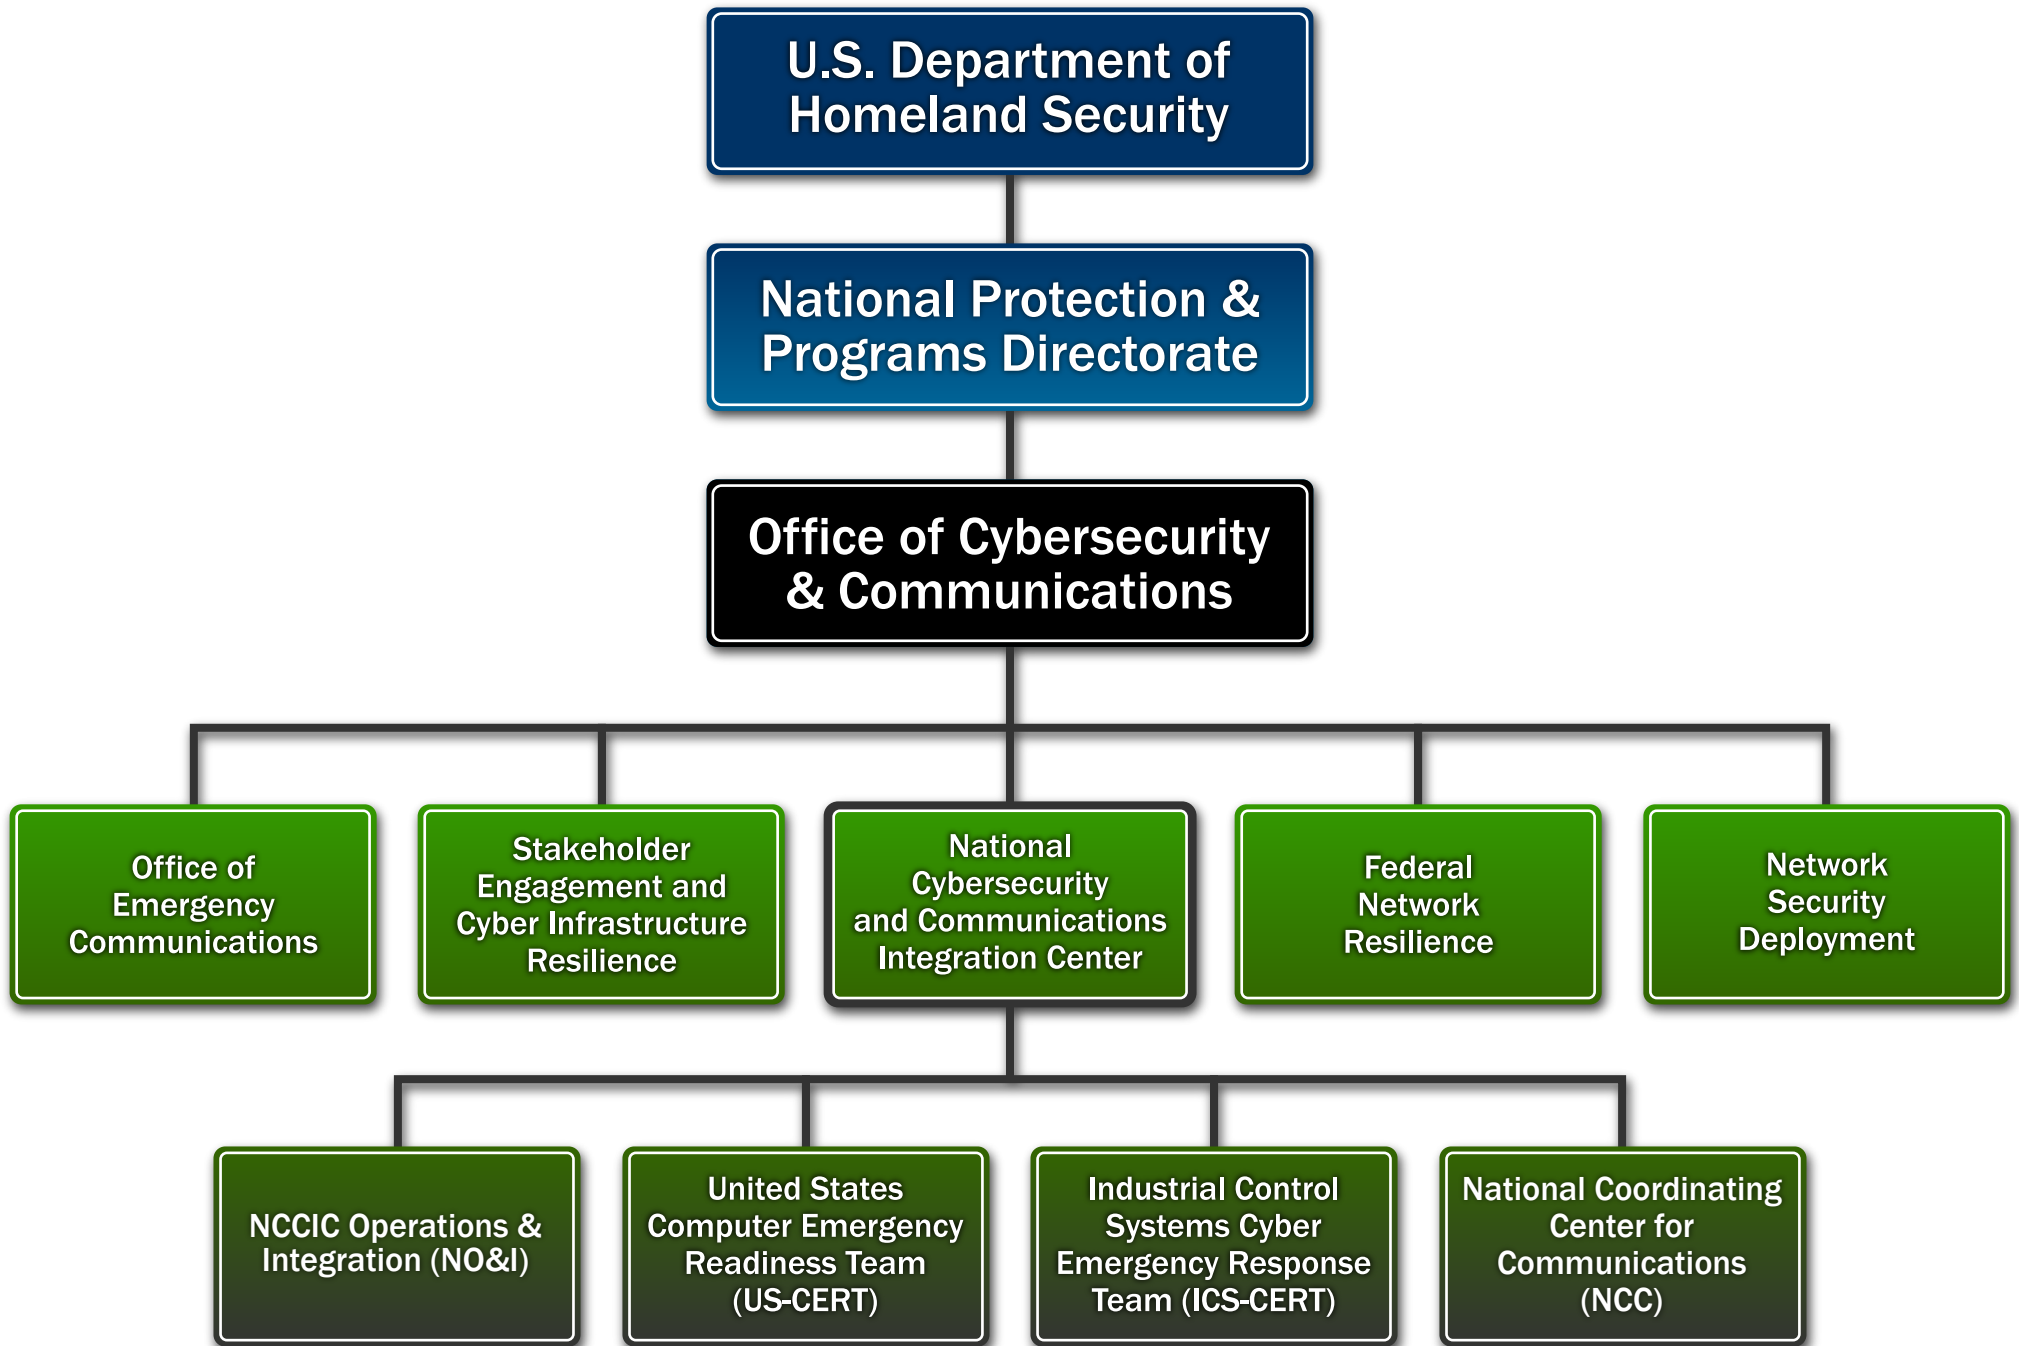 U.S. Department of
Homeland Security
National Protection &
Programs Directorate
Office of Cybersecurity
& Communications
Office of
Emergency
Communications
Stakeholder
Engagement and
Cyber Infrastructure
Resilience
National
Cybersecurity
and Communications
Integration Center
Federal
Network
Resilience
Network
Security
Deployment
NCCIC Operations &
Integration (NO&I)
United States
Computer Emergency
Readiness Team
(US-CERT)
Industrial Control
Systems Cyber
Emergency Response
Team (ICS-CERT)
National Coordinating
Center for
Communications
(NCC)